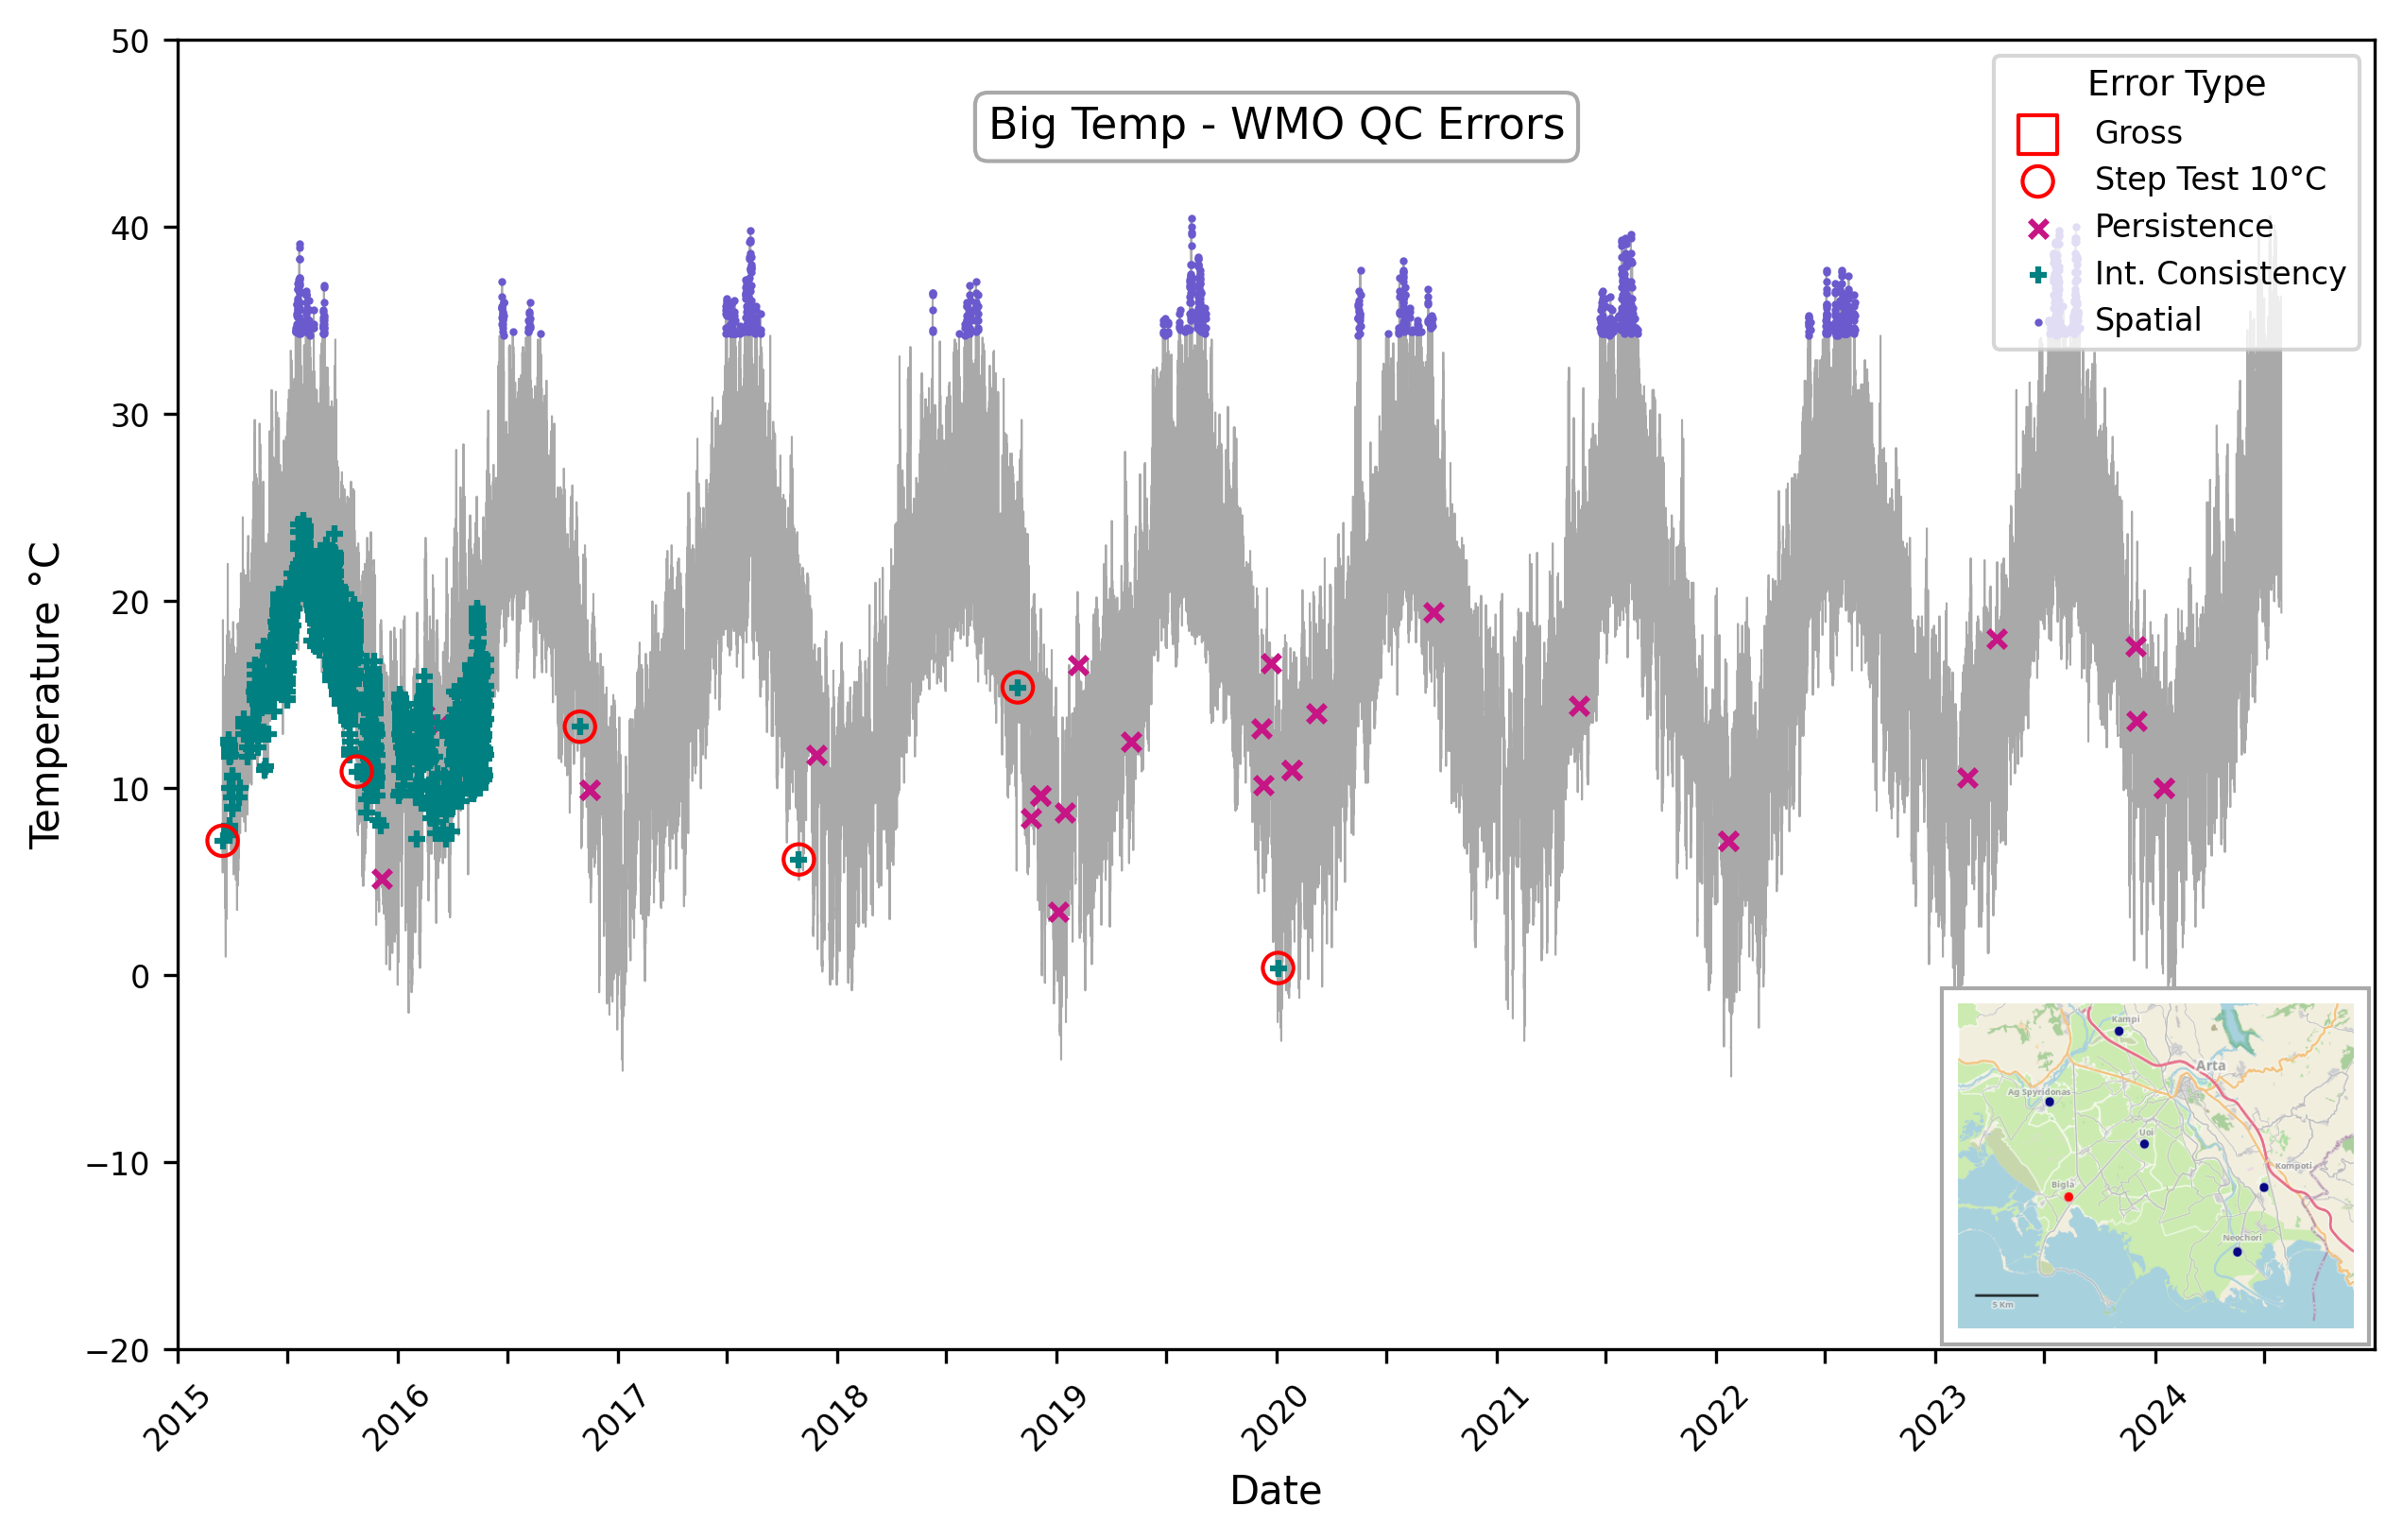 Big Temp - WMO QC Errors
Error Type
Gross
Step Test 10°C
Persistence
Int. Consistency
Spatial
Temperature °C
50
40
30
20
10
0
−10
−20
Kampi
Arta
Ag Spyridonas
Uoi
Kompoti
Bigla
Neochori
5 Km
2015
2016
2017
2018
2019
2020
2021
2022
2023
2024
Date